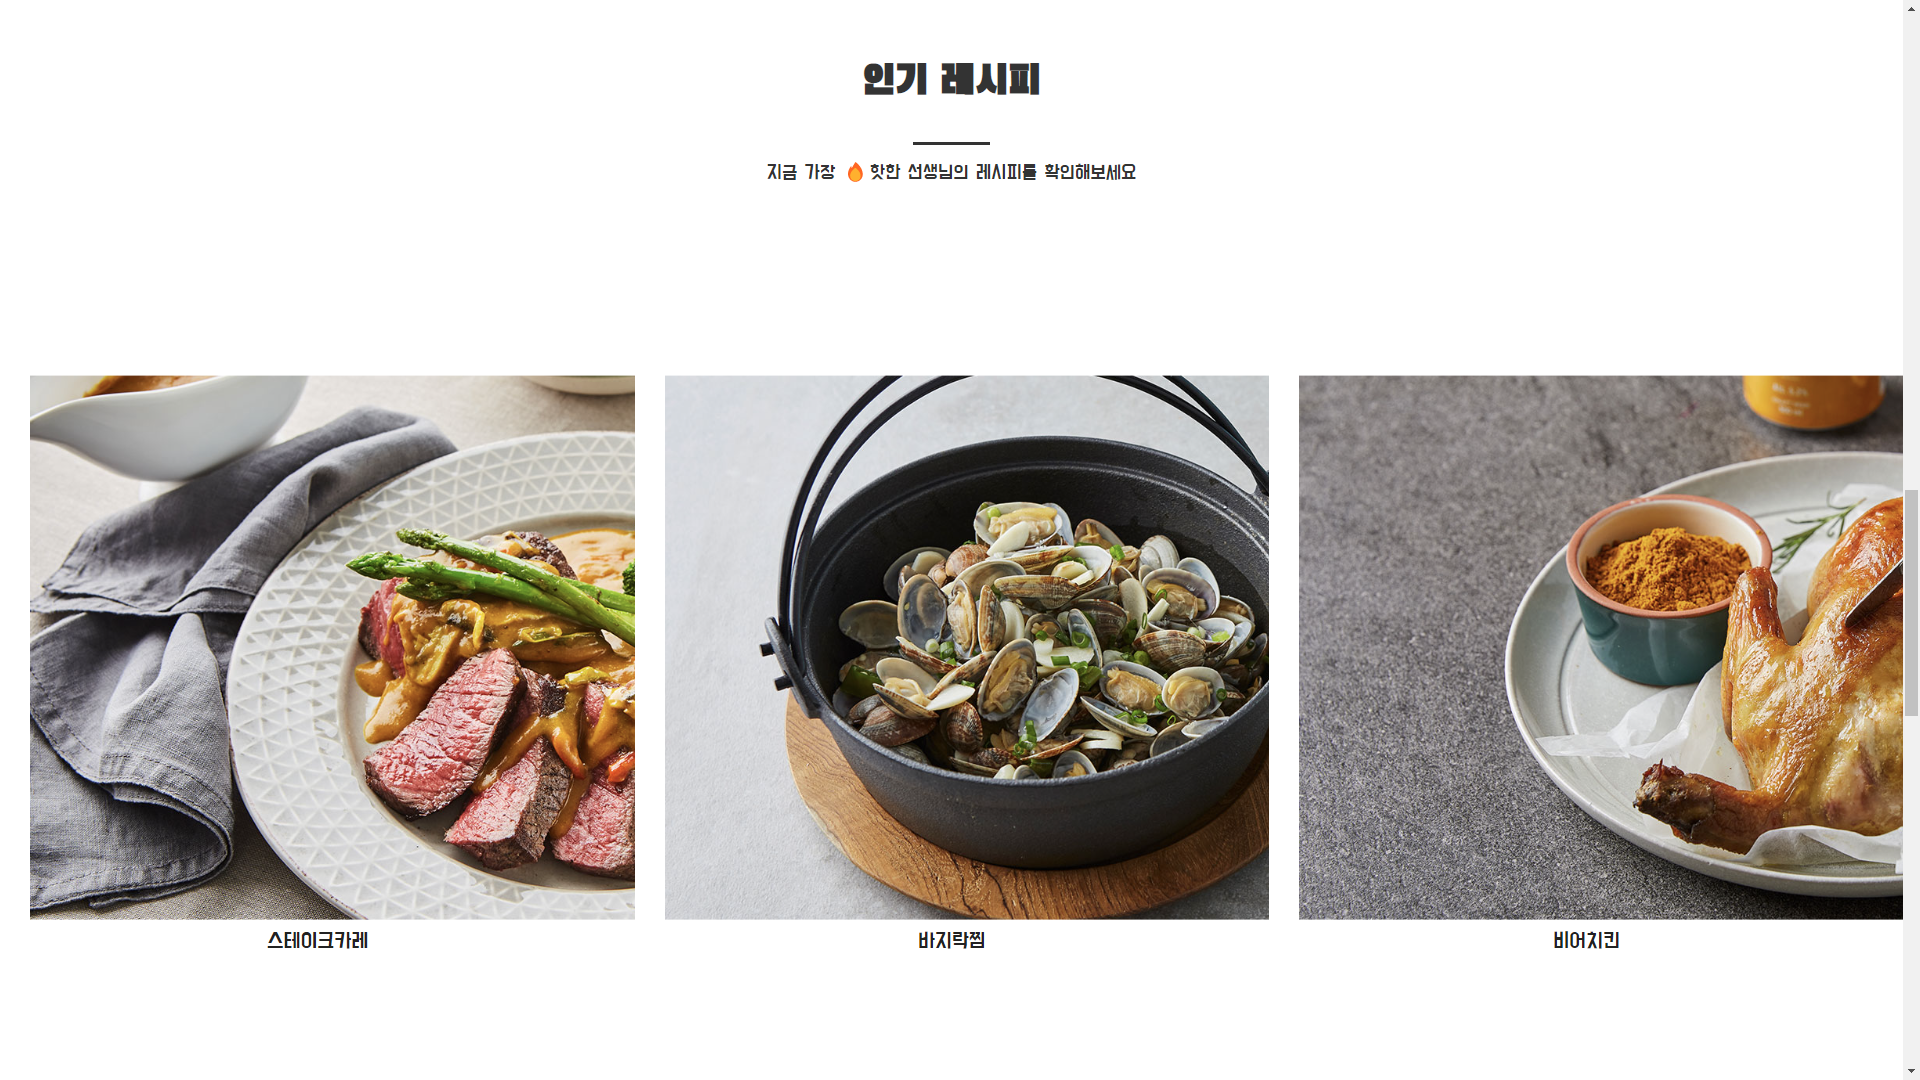 인기 레시피
지금 가장 🔥 핫한 선생님의 레시피를 확인해보세요
스테이크카레
바지락찜
비어치킨